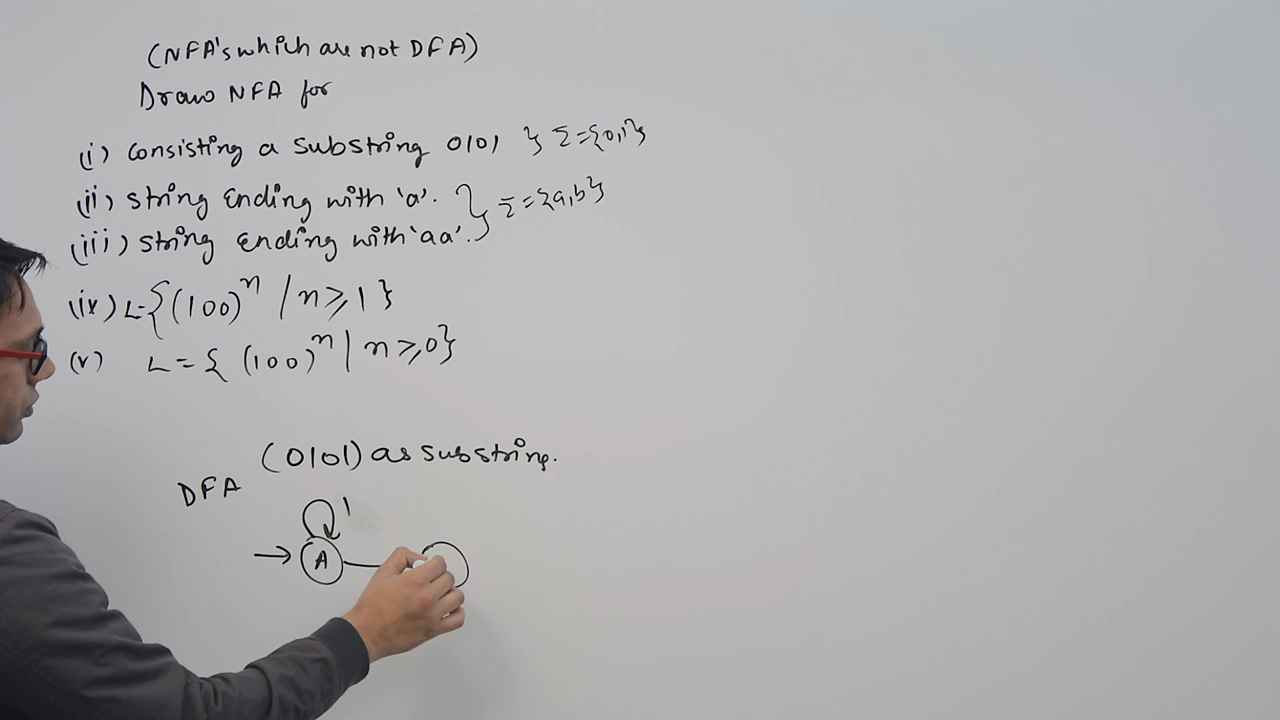 (NFA's which are not DFA)
Draw NFA for
(i) Consisting a substring 0101 } Σ={0,1}
(ii) string Ending with 'a'. } Σ={a,b}
(iii) string Ending with 'aa'.
(iv) L={(100)ⁿ / n≥1}
(v) L={ (100)ⁿ | n≥0}
(0101) as substring.
DFA
1
A